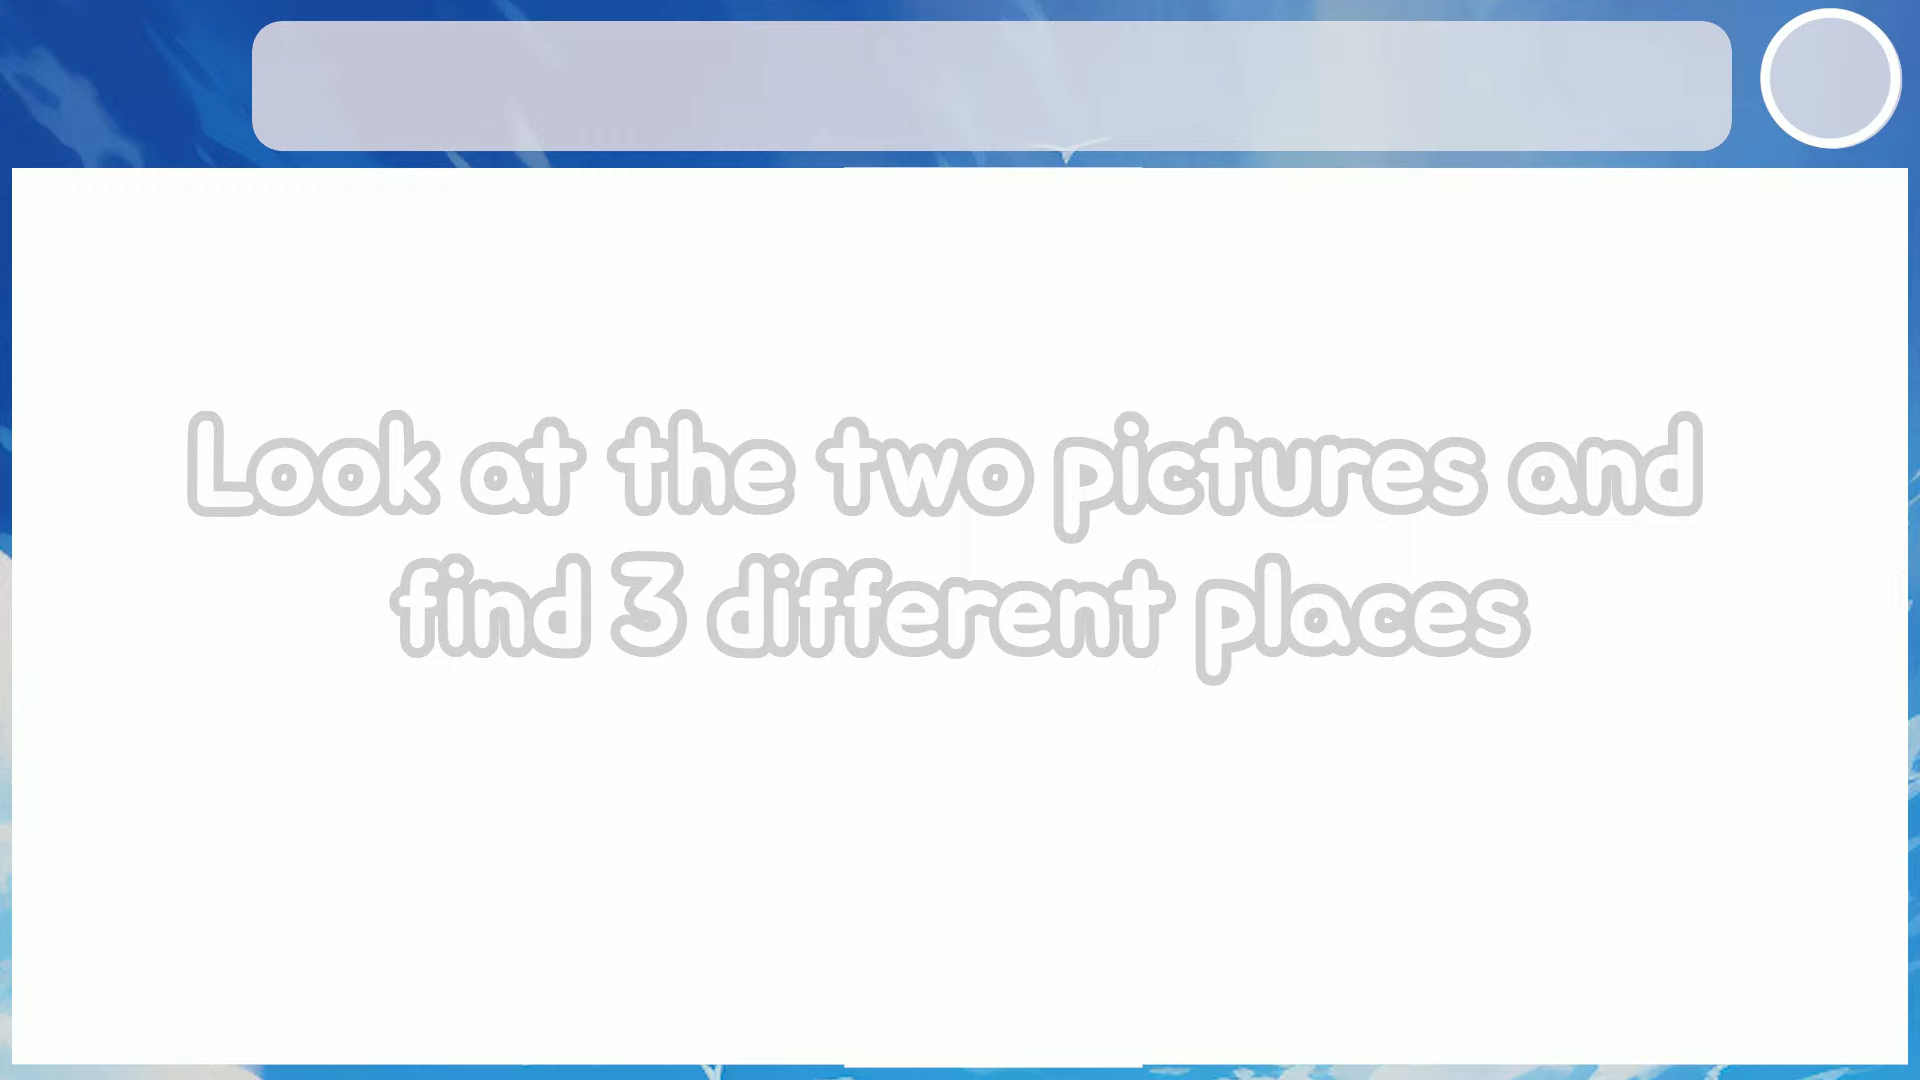 Look at the two pictures and
find 3 different places